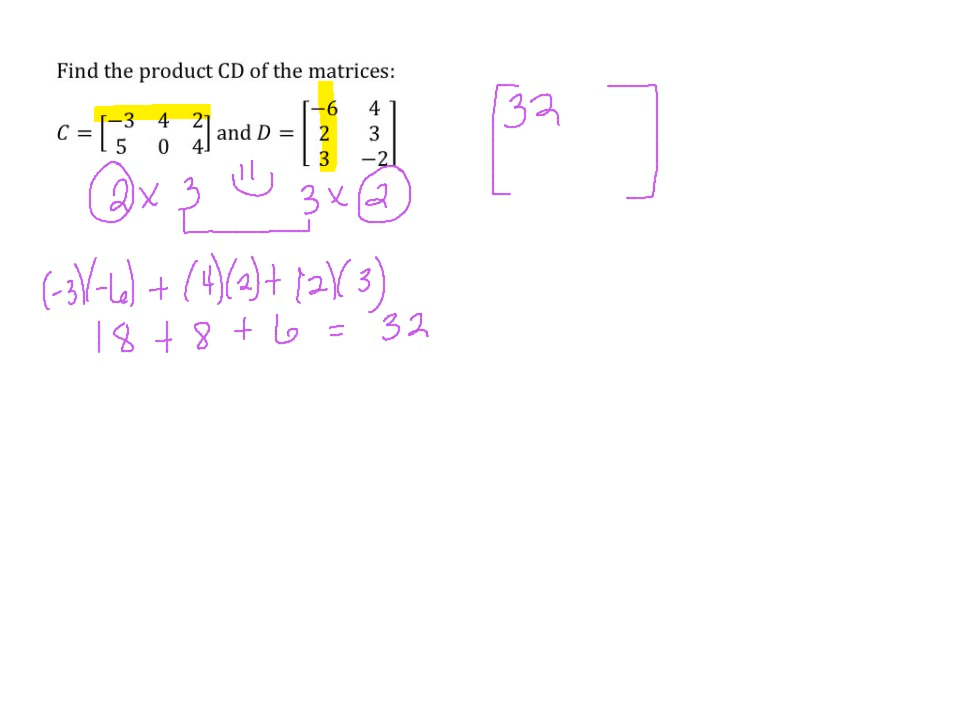 Find the product CD of the matrices:
C = [−3 4 2 and D = [−6 4
5 0 4] 2 3
3 −2]
2 x 3 3 x 2
(-3)(-6) + (4)(2) + (2)(3)
18 + 8 + 6 = 32
[32 ]